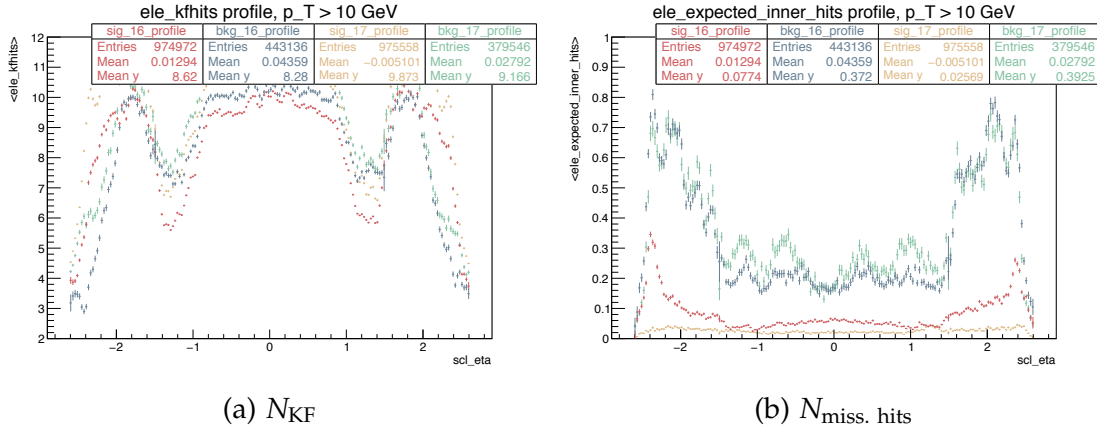 ele_kfhits profile, p_T > 10 GeV
sig_16_profile bkg_16_profile sig_17_profile bkg_17_profile
Entries 974972 Entries 443136 Entries 975558 Entries 379546
Mean 0.01294 Mean 0.04359 Mean −0.005101 Mean 0.02792
Mean y 8.62 Mean y 8.28 Mean y 9.873 Mean y 9.166
<ele_kfhits>
12
11
10
9
8
7
6
5
4
3
2
−2 −1 0 1 2
scl_eta
(a) N_KF
ele_expected_inner_hits profile, p_T > 10 GeV
sig_16_profile bkg_16_profile sig_17_profile bkg_17_profile
Entries 974972 Entries 443136 Entries 975558 Entries 379546
Mean 0.01294 Mean 0.04359 Mean −0.005101 Mean 0.02792
Mean y 0.0774 Mean y 0.372 Mean y 0.02569 Mean y 0.3925
<ele_expected_inner_hits>
1
0.9
0.8
0.7
0.6
0.5
0.4
0.3
0.2
0.1
0
−2 −1 0 1 2
scl_eta
(b) N_miss. hits